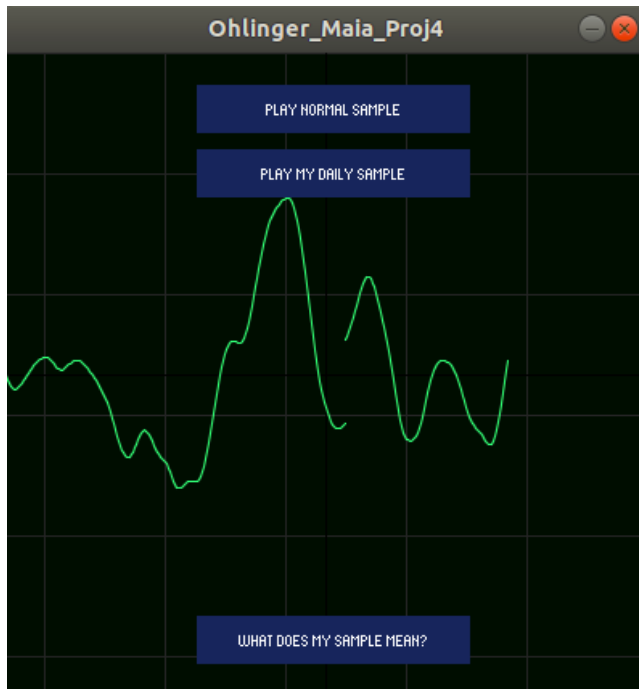 Ohlinger_Maia_Proj4
PLAY NORMAL SAMPLE
PLAY MY DAILY SAMPLE
WHAT DOES MY SAMPLE MEAN?